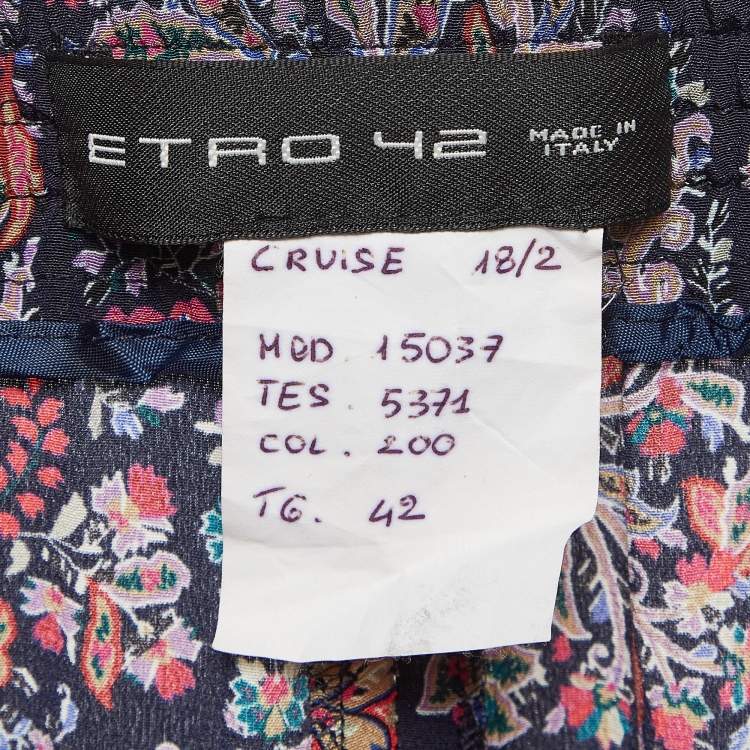 ETRO 42 MADE IN
ITALY
CRUISE 18/2
MOD 15037
TES. 5371
COL. 200
TG. 42